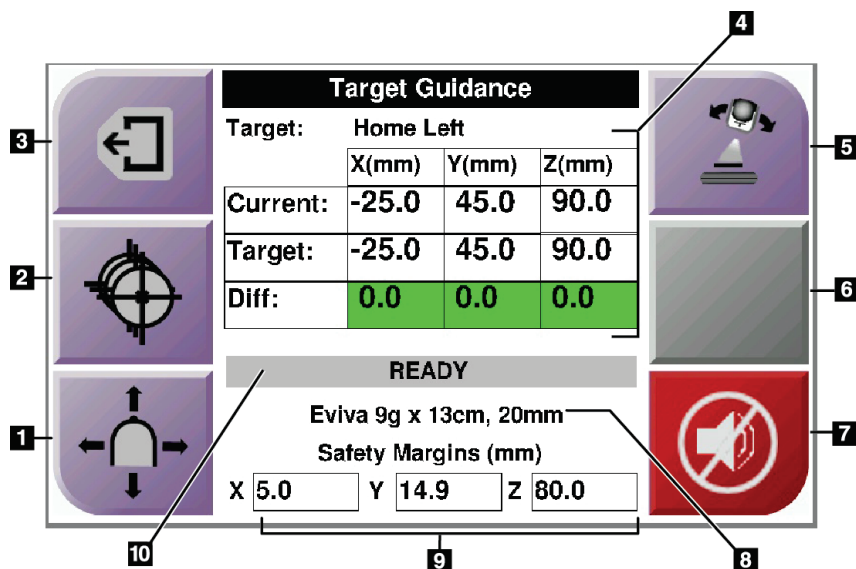 4
Target Guidance
3
Target: Home Left
5
X(mm) Y(mm) Z(mm)
Current: -25.0 45.0 90.0
2
Target: -25.0 45.0 90.0
6
Diff: 0.0 0.0 0.0
READY
Eviva 9g x 13cm, 20mm
1
7
Safety Margins (mm)
X 5.0 Y 14.9 Z 80.0
10
9
8